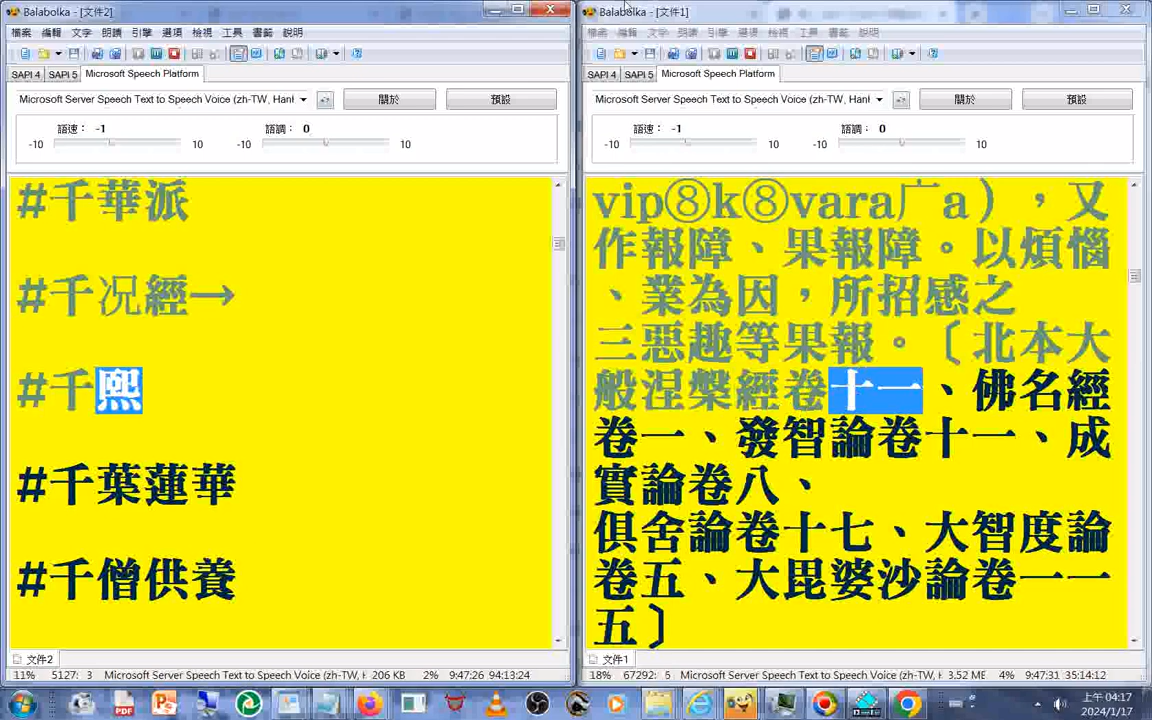 Balabolka - [文件2]
檔案 編輯 文字 朗讀 引擎 選項 檢視 工具 書籤 說明
SAPI 4 SAPI 5 Microsoft Speech Platform
Microsoft Server Speech Text to Speech Voice (zh-TW, Hanl
關於 預設
語速： -1 語調： 0
-10 10 -10 10
#千華派
#千况經→
#千熙
#千葉蓮華
#千僧供養
文件2
11% 5127: 3 Microsoft Server Speech Text to Speech Voice (zh-TW, H 206 KB 2% 9:47:26 94:13:24
Balabolka - [文件1]
檔案 編輯 文字 朗讀 引擎 選項 檢視 工具 書籤 說明
SAPI 4 SAPI 5 Microsoft Speech Platform
Microsoft Server Speech Text to Speech Voice (zh-TW, Hanl
關於 預設
語速： -1 語調： 0
-10 10 -10 10
vip⑧k⑧vara广a），又
作報障、果報障。以煩惱
、業為因，所招感之
三惡趣等果報。〔北本大
般涅槃經卷十一、佛名經
卷一、發智論卷十一、成
實論卷八、
俱舍論卷十七、大智度論
卷五、大毘婆沙論卷一一
五〕
文件1
18% 67292: 5 Microsoft Server Speech Text to Speech Voice (zh-TW, H 3.52 ME 4% 9:47:31 35:14:12
PDF
上午 04:17
2024/1/17